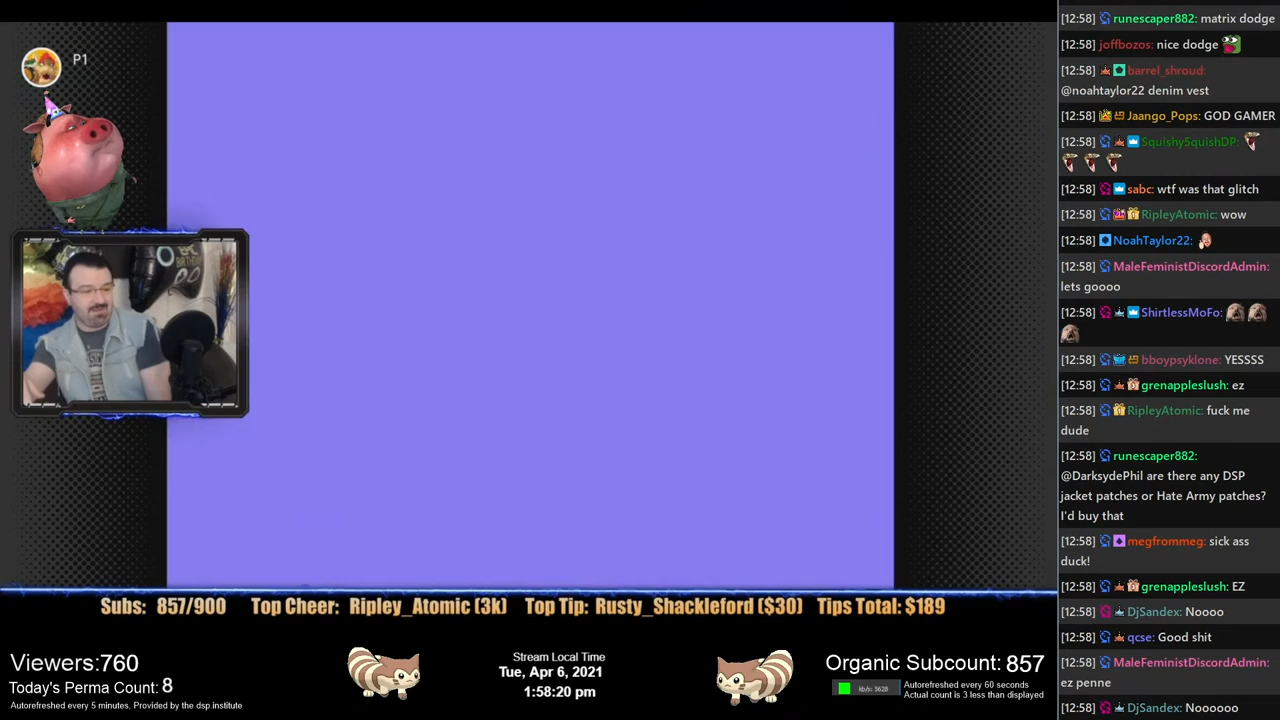 P1
Subs: 857/900 Top Cheer: Ripley_Atomic (3k) Top Tip: Rusty_Shackleford ($30) Tips Total: $189
Viewers:760
Today's Perma Count: 8
Autorefreshed every 5 minutes, Provided by the dsp institute
Stream Local Time
Tue, Apr 6, 2021
1:58:20 pm
Organic Subcount: 857
kb/s: 5628
Autorefreshed every 60 seconds
Actual count is 3 less than displayed
[12:58] runescaper882: matrix dodge
[12:58] joffbozos: nice dodge
[12:58] barrel_shroud:
@noahtaylor22 denim vest
[12:58] Jaango_Pops: GOD GAMER
[12:58] Squishy5quishDP:
[12:58] sabc: wtf was that glitch
[12:58] RipleyAtomic: wow
[12:58] NoahTaylor22:
[12:58] MaleFeministDiscordAdmin:
lets goooo
[12:58] ShirtlessMoFo:
[12:58] bboypsyklone: YESSSS
[12:58] grenappleslush: ez
[12:58] RipleyAtomic: fuck me
dude
[12:58] runescaper882:
@DarksydePhil are there any DSP
jacket patches or Hate Army patches?
I'd buy that
[12:58] megfrommeg: sick ass
duck!
[12:58] grenappleslush: EZ
[12:58] DjSandex: Noooo
[12:58] qcse: Good shit
[12:58] MaleFeministDiscordAdmin:
ez penne
[12:58] DjSandex: Noooooo